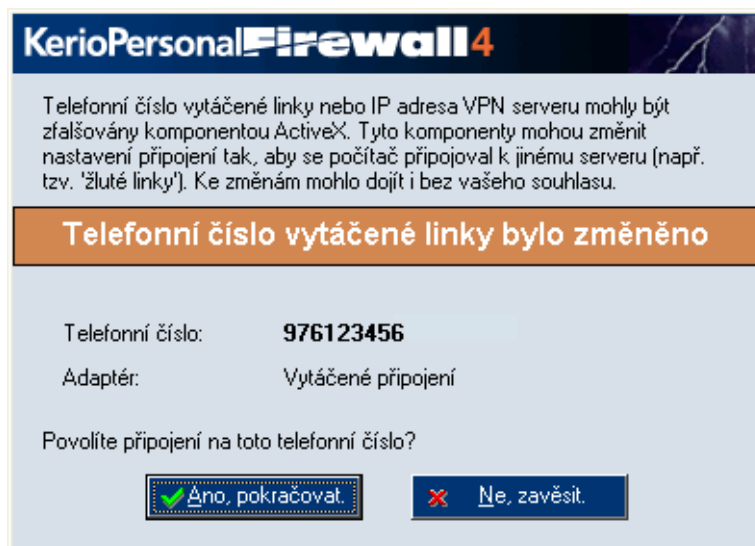 KerioPersonalFirewall4
Telefonní číslo vytáčené linky nebo IP adresa VPN serveru mohly být
zfalšovány komponentou ActiveX. Tyto komponenty mohou změnit
nastavení připojení tak, aby se počítač připojoval k jinému serveru (např.
tzv. 'žluté linky'). Ke změnám mohlo dojít i bez vašeho souhlasu.
Telefonní číslo vytáčené linky bylo změněno
Telefonní číslo: 976123456
Adaptér: Vytáčené připojení
Povolíte připojení na toto telefonní číslo?
Ano, pokračovat. Ne, zavěsit.